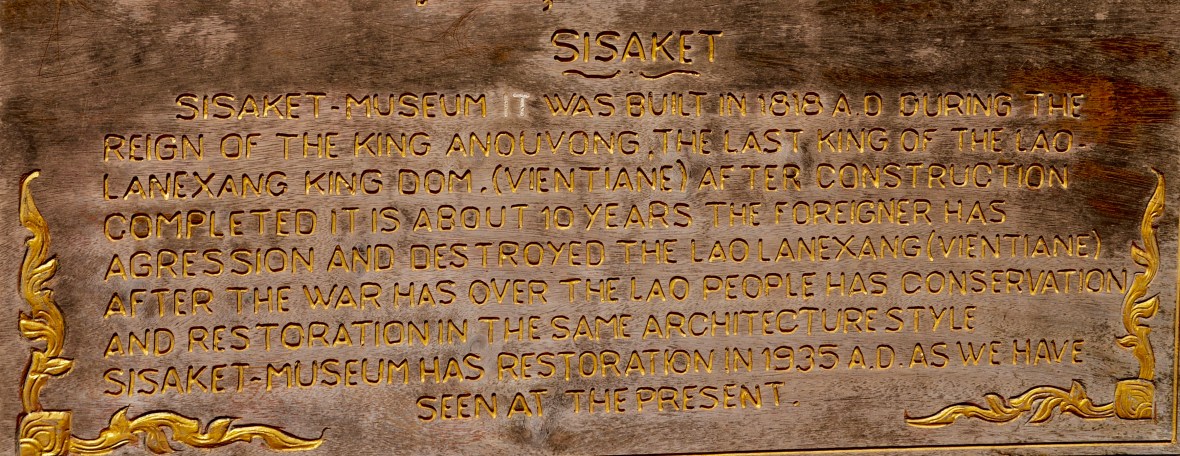 SISAKET
SISAKET-MUSEUM IT WAS BUILT IN 1818 A.D DURING THE
REIGN OF THE KING ANOUVONG, THE LAST KING OF THE LAO-
LANEXANG KING DOM. (VIENTIANE) AFTER CONSTRUCTION
COMPLETED IT IS ABOUT 10 YEARS THE FOREIGNER HAS
AGRESSION AND DESTROYED THE LAO LANEXANG (VIENTIANE)
AFTER THE WAR HAS OVER THE LAO PEOPLE HAS CONSERVATION
AND RESTORATION IN THE SAME ARCHITECTURE STYLE
SISAKET-MUSEUM HAS RESTORATION IN 1935 A.D. AS WE HAVE
SEEN AT THE PRESENT.